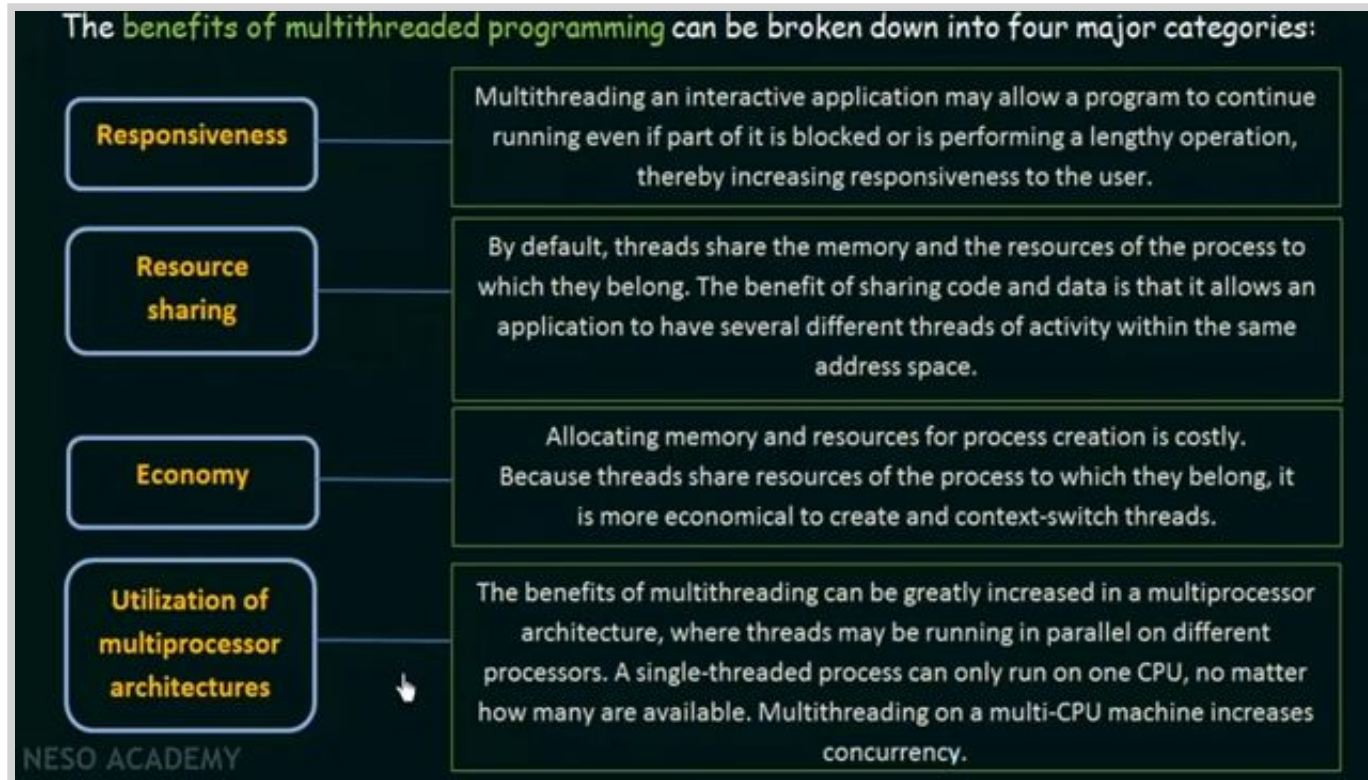 The benefits of multithreaded programming can be broken down into four major categories:
Responsiveness
Multithreading an interactive application may allow a program to continue
running even if part of it is blocked or is performing a lengthy operation,
thereby increasing responsiveness to the user.
Resource
sharing
By default, threads share the memory and the resources of the process to
which they belong. The benefit of sharing code and data is that it allows an
application to have several different threads of activity within the same
address space.
Economy
Allocating memory and resources for process creation is costly.
Because threads share resources of the process to which they belong, it
is more economical to create and context-switch threads.
Utilization of
multiprocessor
architectures
The benefits of multithreading can be greatly increased in a multiprocessor
architecture, where threads may be running in parallel on different
processors. A single-threaded process can only run on one CPU, no matter
how many are available. Multithreading on a multi-CPU machine increases
concurrency.
NESO ACADEMY